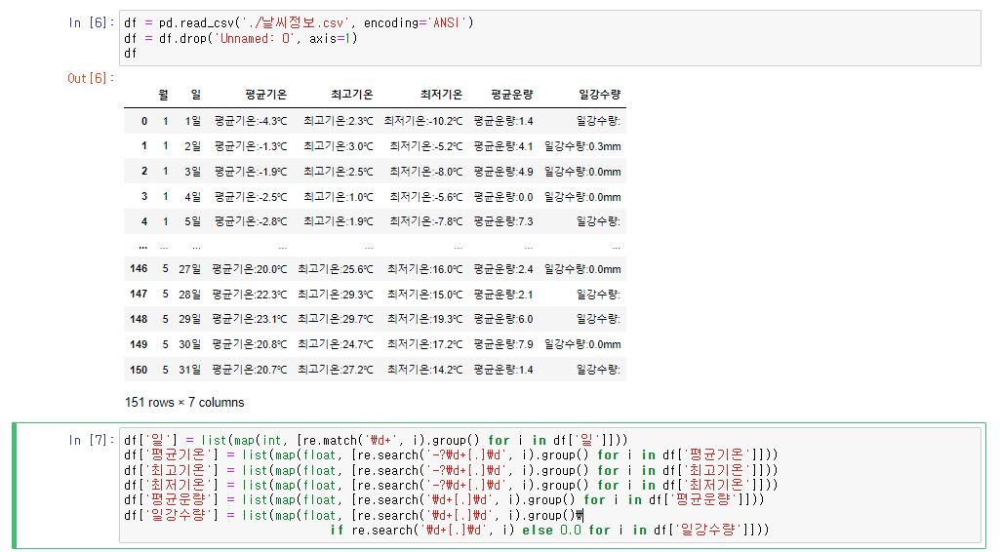 In [6]: df = pd.read_csv('./날씨정보.csv', encoding='ANSI')
df = df.drop('Unnamed: 0', axis=1)
df
Out[6]:
월 일 평균기온 최고기온 최저기온 평균운량 일강수량
0 1 1일 평균기온:-4.3℃ 최고기온:2.3℃ 최저기온:-10.2℃ 평균운량:1.4 일강수량:
1 1 2일 평균기온:-1.3℃ 최고기온:3.0℃ 최저기온:-5.2℃ 평균운량:4.1 일강수량:0.3mm
2 1 3일 평균기온:-1.9℃ 최고기온:2.5℃ 최저기온:-8.0℃ 평균운량:4.9 일강수량:0.0mm
3 1 4일 평균기온:-2.5℃ 최고기온:1.0℃ 최저기온:-5.6℃ 평균운량:0.0 일강수량:0.0mm
4 1 5일 평균기온:-2.8℃ 최고기온:1.9℃ 최저기온:-7.8℃ 평균운량:7.3 일강수량:
... ... ... ... ... ... ... ...
146 5 27일 평균기온:20.0℃ 최고기온:25.6℃ 최저기온:16.0℃ 평균운량:2.4 일강수량:0.0mm
147 5 28일 평균기온:22.3℃ 최고기온:29.3℃ 최저기온:15.0℃ 평균운량:2.1 일강수량:
148 5 29일 평균기온:23.1℃ 최고기온:29.7℃ 최저기온:19.3℃ 평균운량:6.0 일강수량:
149 5 30일 평균기온:20.8℃ 최고기온:24.7℃ 최저기온:17.2℃ 평균운량:7.9 일강수량:0.0mm
150 5 31일 평균기온:20.7℃ 최고기온:27.2℃ 최저기온:14.2℃ 평균운량:1.4 일강수량:
151 rows × 7 columns
In [7]: df['일'] = list(map(int, [re.match('₩d+', i).group() for i in df['일']]))
df['평균기온'] = list(map(float, [re.search('-?₩d+[.]₩d', i).group() for i in df['평균기온']]))
df['최고기온'] = list(map(float, [re.search('-?₩d+[.]₩d', i).group() for i in df['최고기온']]))
df['최저기온'] = list(map(float, [re.search('-?₩d+[.]₩d', i).group() for i in df['최저기온']]))
df['평균운량'] = list(map(float, [re.search('₩d+[.]₩d', i).group() for i in df['평균운량']]))
df['일강수량'] = list(map(float, [re.search('₩d+[.]₩d', i).group()₩
if re.search('₩d+[.]₩d', i) else 0.0 for i in df['일강수량']]))